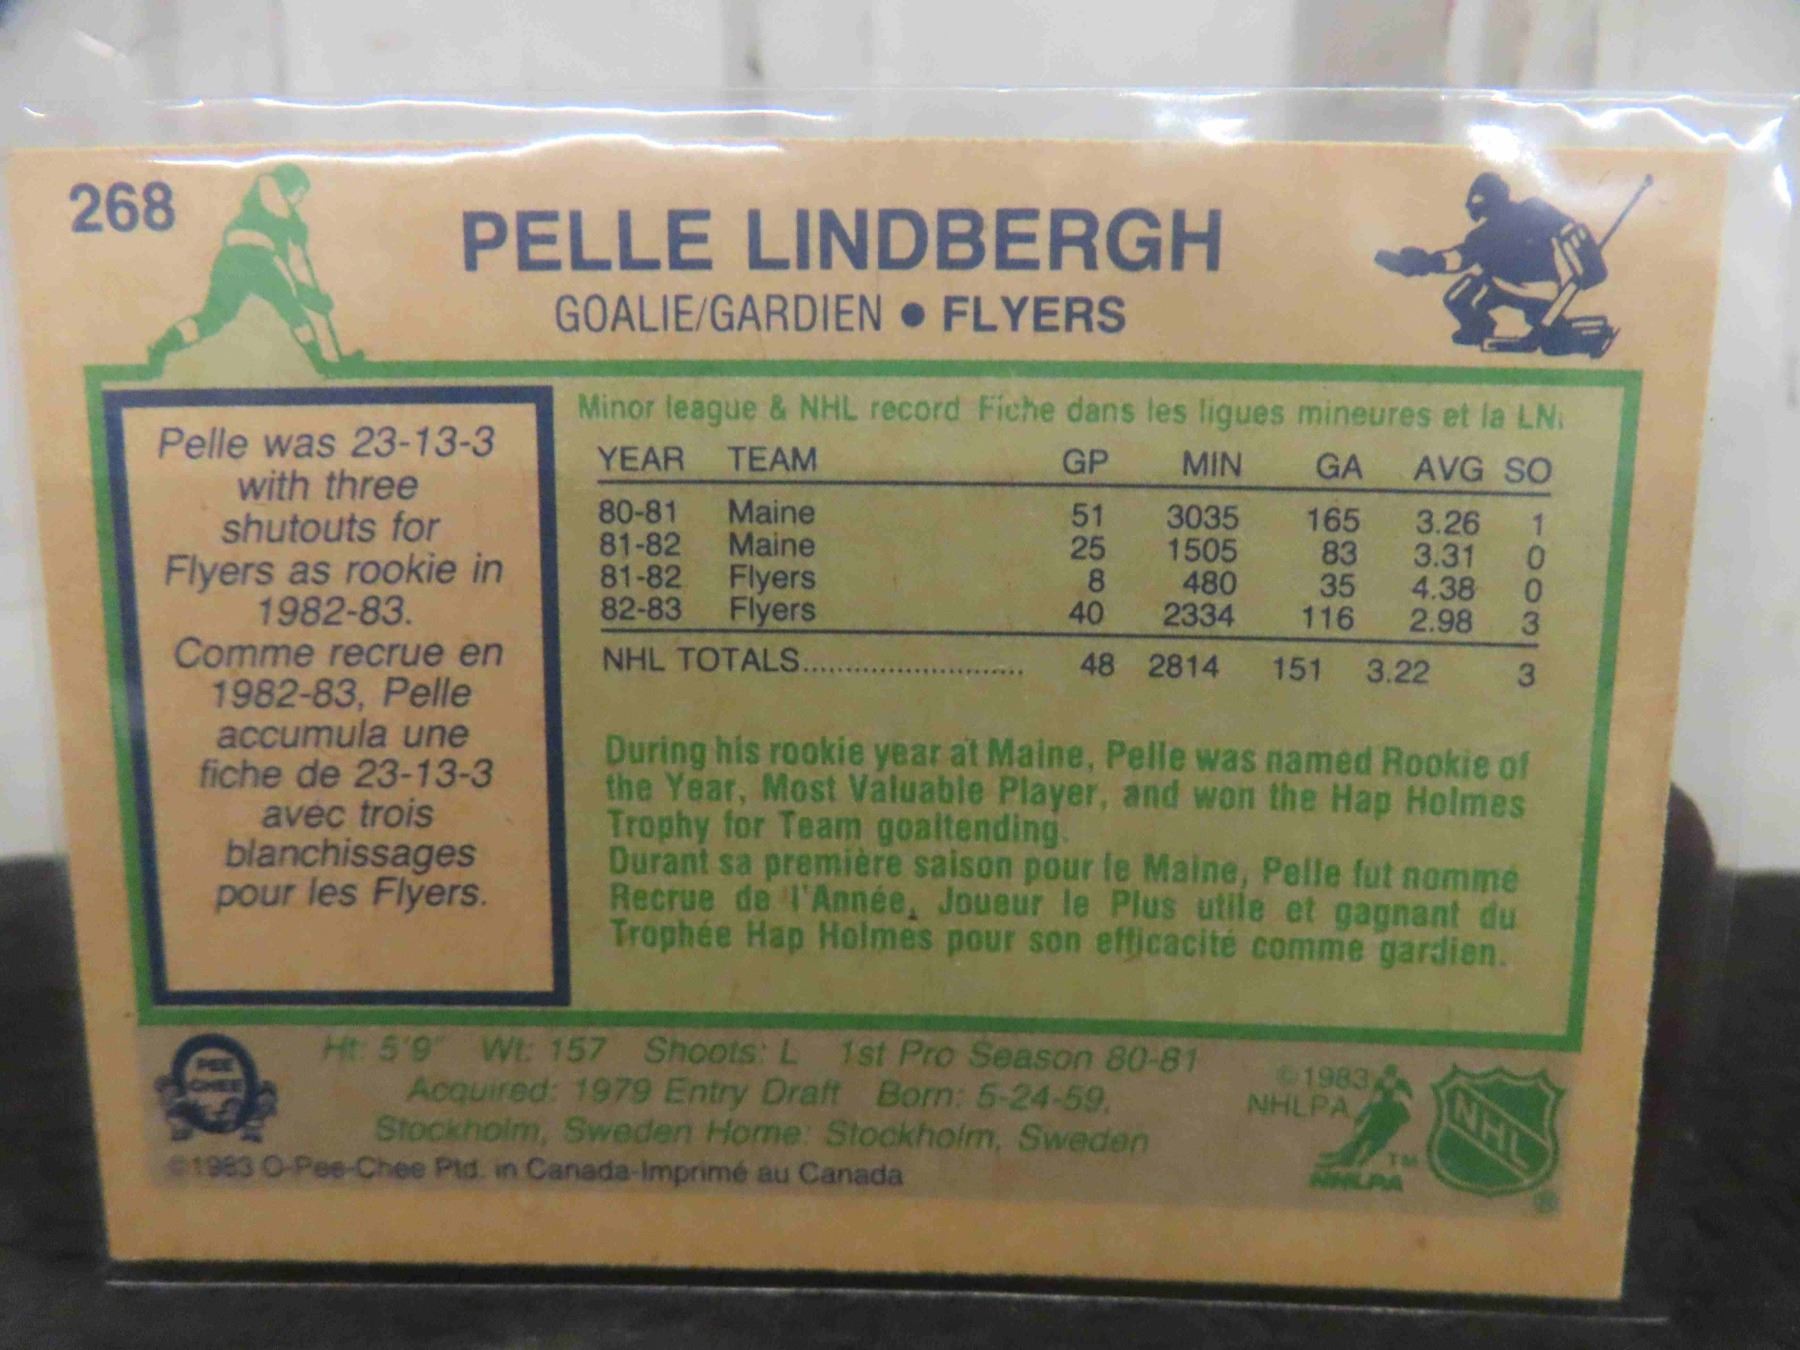 268
PELLE LINDBERGH
GOALIE/GARDIEN • FLYERS
Pelle was 23-13-3
with three
shutouts for
Flyers as rookie in
1982-83.
Comme recrue en
1982-83, Pelle
accumula une
fiche de 23-13-3
avec trois
blanchissages
pour les Flyers.
Minor league & NHL record Fiche dans les ligues mineures et la LN
YEAR TEAM GP MIN GA AVG SO
80-81 Maine 51 3035 165 3.26 1
81-82 Maine 25 1505 83 3.31 0
81-82 Flyers 8 480 35 4.38 0
82-83 Flyers 40 2334 116 2.98 3
NHL TOTALS........................... 48 2814 151 3.22 3
During his rookie year at Maine, Pelle was named Rookie of
the Year, Most Valuable Player, and won the Hap Holmes
Trophy for Team goaltending.
Durant sa première saison pour le Maine, Pelle fut nommé
Recrue de l'Année, Joueur le Plus utile et gagnant du
Trophée Hap Holmes pour son efficacité comme gardien.
Ht: 5'9" Wt: 157 Shoots: L 1st Pro Season 80-81
Acquired: 1979 Entry Draft Born: 5-24-59,
Stockholm, Sweden Home: Stockholm, Sweden
©1983 O-Pee-Chee Ptd. in Canada-Imprimé au Canada
PEE
CHEE
©1983
NHLPA
TM
NHLPA
NHL
®